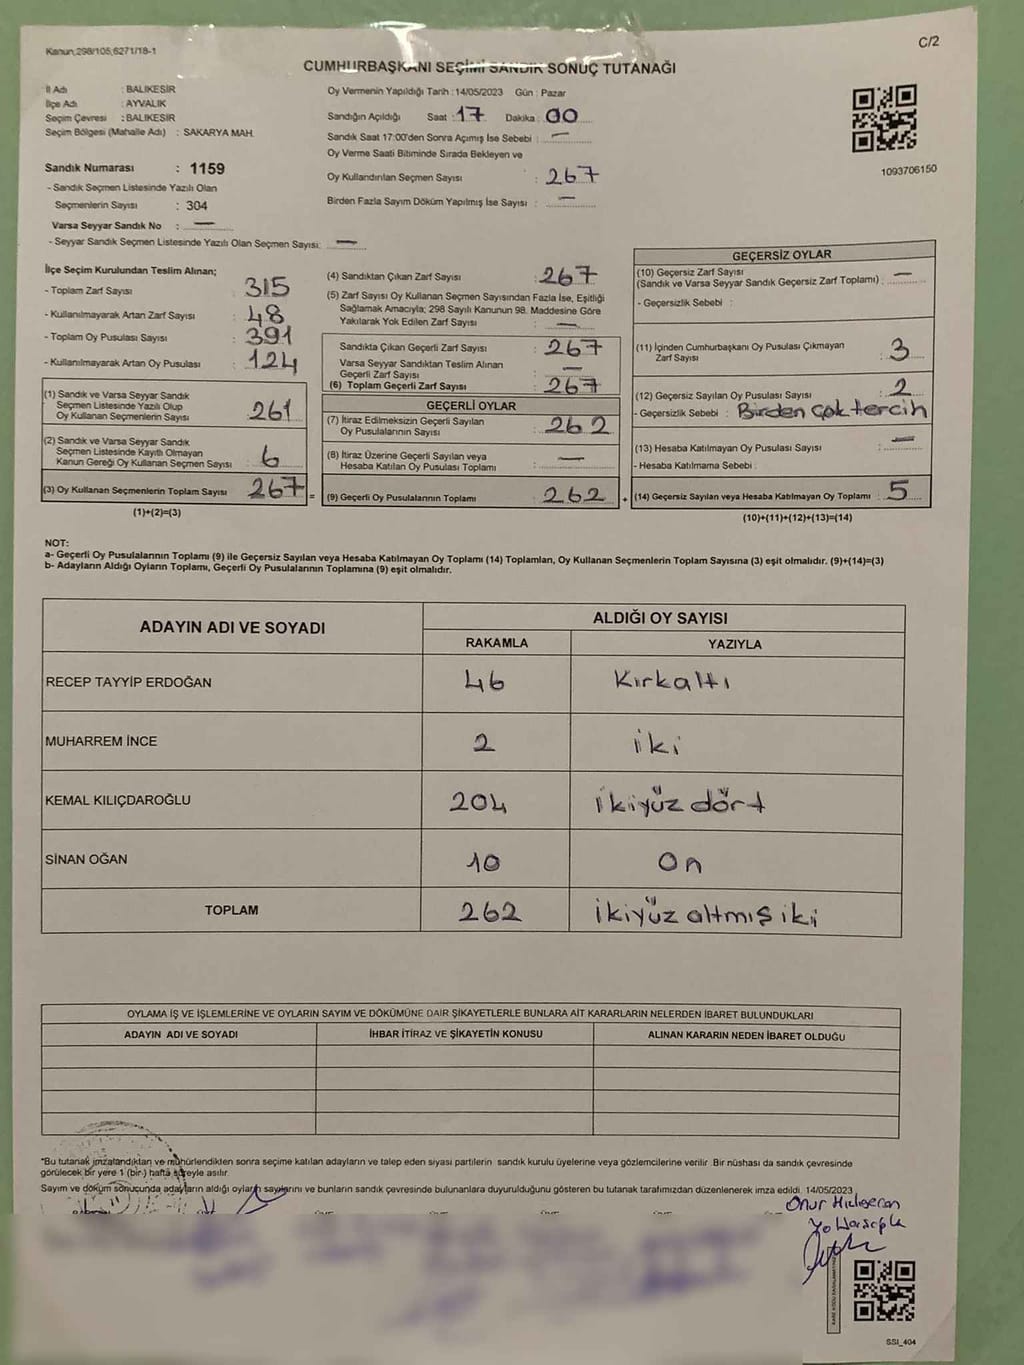 Kanun;298/105,6271/18-1
C/2
CUMHURBAŞKANI SEÇİMİ SANDIK SONUÇ TUTANAĞI
İl Adı : BALIKESİR
İlçe Adı : AYVALIK
Seçim Çevresi : BALIKESİR
Seçim Bölgesi (Mahalle Adı) : SAKARYA MAH.
Sandık Numarası : 1159
- Sandık Seçmen Listesinde Yazılı Olan
Seçmenlerin Sayısı : 304
Varsa Seyyar Sandık No : —
- Seyyar Sandık Seçmen Listesinde Yazılı Olan Seçmen Sayısı: —
Oy Vermenin Yapıldığı Tarih : 14/05/2023 Gün : Pazar
Sandığın Açıldığı Saat : 17 Dakika : 00
Sandık Saat 17:00'den Sonra Açımış İse Sebebi : —
Oy Verme Saati Bitiminde Sırada Bekleyen ve
Oy Kullandırılan Seçmen Sayısı : 267
Birden Fazla Sayım Döküm Yapılmış İse Sayısı : —
1093706150
İlçe Seçim Kurulundan Teslim Alınan;
- Toplam Zarf Sayısı : 315
- Kullanılmayarak Artan Zarf Sayısı : 48
- Toplam Oy Pusulası Sayısı : 391
- Kullanılmayarak Artan Oy Pusulası : 124
(1) Sandık ve Varsa Seyyar Sandık
Seçmen Listesinde Yazılı Olup
Oy Kullanan Seçmenlerin Sayısı : 261
(2) Sandık ve Varsa Seyyar Sandık
Seçmen Listesinde Kayıtlı Olmayan
Kanun Gereği Oy Kullanan Seçmen Sayısı : 6
(3) Oy Kullanan Seçmenlerin Toplam Sayısı : 267
(1)+(2)=(3)
(4) Sandıktan Çıkan Zarf Sayısı : 267
(5) Zarf Sayısı Oy Kullanan Seçmen Sayısından Fazla İse, Eşitliği
Sağlamak Amacıyla; 298 Sayılı Kanunun 98. Maddesine Göre
Yakılarak Yok Edilen Zarf Sayısı : —
Sandıkta Çıkan Geçerli Zarf Sayısı : 267
Varsa Seyyar Sandıktan Teslim Alınan
Geçerli Zarf Sayısı : —
(6) Toplam Geçerli Zarf Sayısı : 267
GEÇERLİ OYLAR
(7) İtiraz Edilmeksizin Geçerli Sayılan
Oy Pusulalarının Sayısı : 262
(8) İtiraz Üzerine Geçerli Sayılan veya
Hesaba Katılan Oy Pusulası Toplamı : —
= (9) Geçerli Oy Pusulalarının Toplamı : 262 +
GEÇERSİZ OYLAR
(10) Geçersiz Zarf Sayısı
(Sandık ve Varsa Seyyar Sandık Geçersiz Zarf Toplamı) : —
- Geçersizlik Sebebi :
(11) İçinden Cumhurbaşkanı Oy Pusulası Çıkmayan
Zarf Sayısı : 3
(12) Geçersiz Sayılan Oy Pusulası Sayısı : 2
- Geçersizlik Sebebi : Birden çok tercih
(13) Hesaba Katılmayan Oy Pusulası Sayısı : —
- Hesaba Katılmama Sebebi :
(14) Geçersiz Sayılan veya Hesaba Katılmayan Oy Toplamı : 5
(10)+(11)+(12)+(13)=(14)
NOT:
a- Geçerli Oy Pusulalarının Toplamı (9) ile Geçersiz Sayılan veya Hesaba Katılmayan Oy Toplamı (14) Toplamları, Oy Kullanan Seçmenlerin Toplam Sayısına (3) eşit olmalıdır. (9)+(14)=(3)
b- Adayların Aldığı Oyların Toplamı, Geçerli Oy Pusulalarının Toplamına (9) eşit olmalıdır.
ADAYIN ADI VE SOYADI ALDIĞI OY SAYISI
RAKAMLA YAZIYLA
RECEP TAYYİP ERDOĞAN 46 Kırkaltı
MUHARREM İNCE 2 iki
KEMAL KILIÇDAROĞLU 204 ikiyüz dört
SİNAN OĞAN 10 On
TOPLAM 262 ikiyüz altmış iki
OYLAMA İŞ VE İŞLEMLERİNE VE OYLARIN SAYIM VE DÖKÜMÜNE DAİR ŞİKAYETLERLE BUNLARA AİT KARARLARIN NELERDEN İBARET BULUNDUKLARI
ADAYIN ADI VE SOYADI İHBAR İTİRAZ VE ŞİKAYETİN KONUSU ALINAN KARARIN NEDEN İBARET OLDUĞU
*Bu tutanak imzalandıktan ve mühürlendikten sonra seçime katılan adayların ve talep eden siyasi partilerin sandık kurulu üyelerine veya gözlemcilerine verilir. Bir nüshası da sandık çevresinde
görülecek bir yere 1 (bir) hafta süreyle asılır.
Sayım ve döküm sonucunda adayların aldığı oyların sayılarını ve bunların sandık çevresinde bulunanlara duyurulduğunu gösteren bu tutanak tarafımızdan düzenlenerek imza edildi. 14/05/2023
Onur
SSI_404